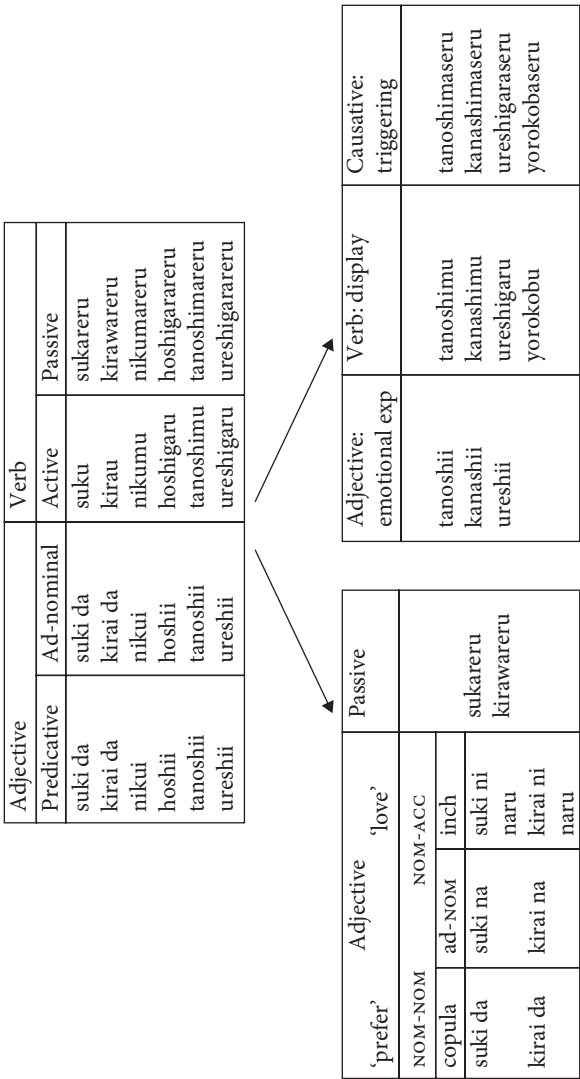 Adjective Verb
Predicative Ad-nominal Active Passive
suki da suki da suku sukareru
kirai da kirai da kirau kirawareru
nikui nikui nikumu nikumareru
hoshii hoshii hoshigaru hoshigarareru
tanoshii tanoshii tanoshimu tanoshimareru
ureshii ureshii ureshigaru ureshigarareru
Adjective Passive
'prefer' 'love'
NOM-NOM NOM-ACC
copula ad-NOM inch
suki da suki na suki ni sukareru
naru kirawareru
kirai da kirai na kirai ni
naru
Adjective: Verb: display Causative:
emotional exp triggering
tanoshii tanoshimu tanoshimaseru
kanashii kanashimu kanashimaseru
ureshii ureshigaru ureshigaraseru
yorokobu yorokobaseru